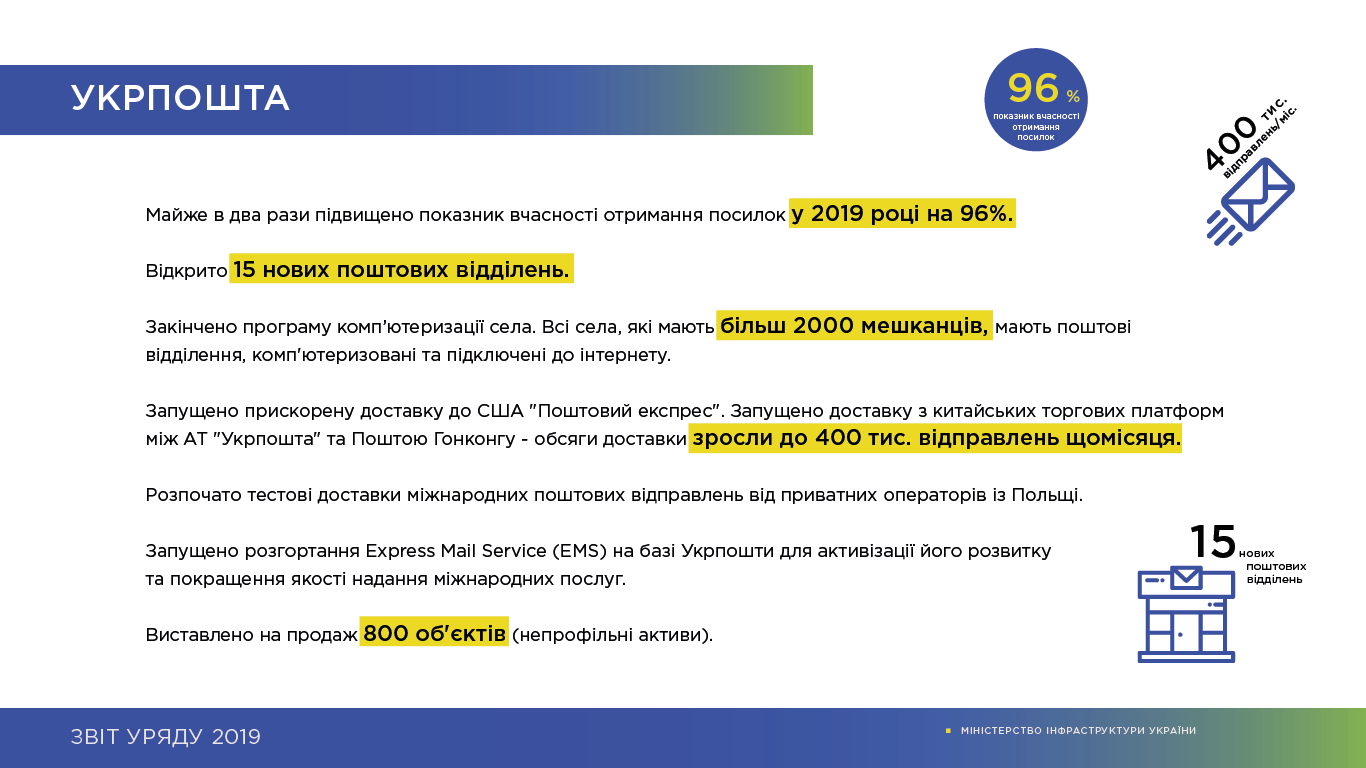 УКРПОШТА
96 %
показник вчасності
отримання
посилок
400 тис.
відправлень/міс.
Майже в два рази підвищено показник вчасності отримання посилок у 2019 році на 96%.
Відкрито 15 нових поштових відділень.
Закінчено програму комп’ютеризації села. Всі села, які мають більш 2000 мешканців, мають поштові
відділення, комп'ютеризовані та підключені до інтернету.
Запущено прискорену доставку до США "Поштовий експрес". Запущено доставку з китайських торгових платформ
між АТ "Укрпошта" та Поштою Гонконгу - обсяги доставки зросли до 400 тис. відправлень щомісяця.
Розпочато тестові доставки міжнародних поштових відправлень від приватних операторів із Польщі.
Запущено розгортання Express Mail Service (EMS) на базі Укрпошти для активізації його розвитку
та покращення якості надання міжнародних послуг.
Виставлено на продаж 800 об'єктів (непрофільні активи).
15 нових
поштових
відділень
ЗВІТ УРЯДУ 2019
МІНІСТЕРСТВО ІНФРАСТРУКТУРИ УКРАЇНИ